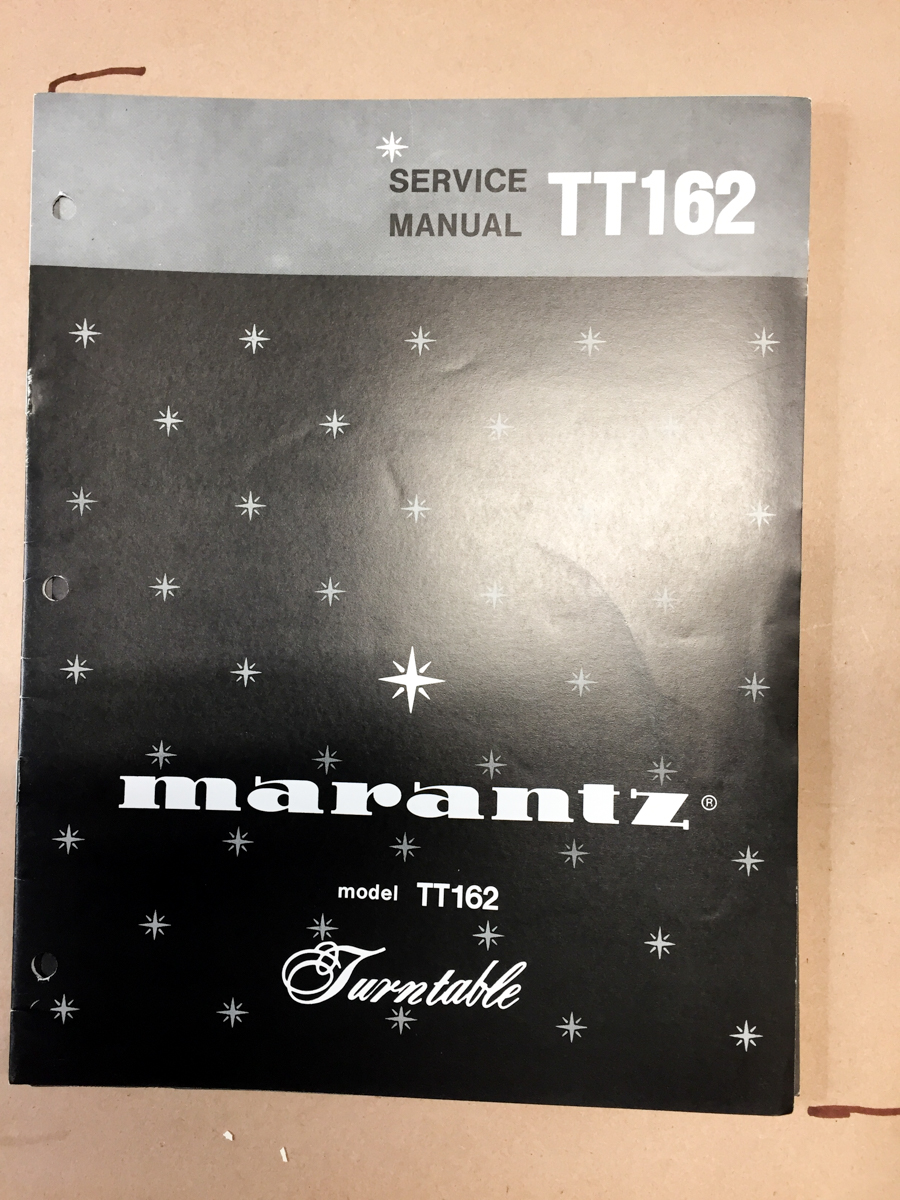 SERVICE
MANUAL TT162
marantz®
model TT162
Turntable